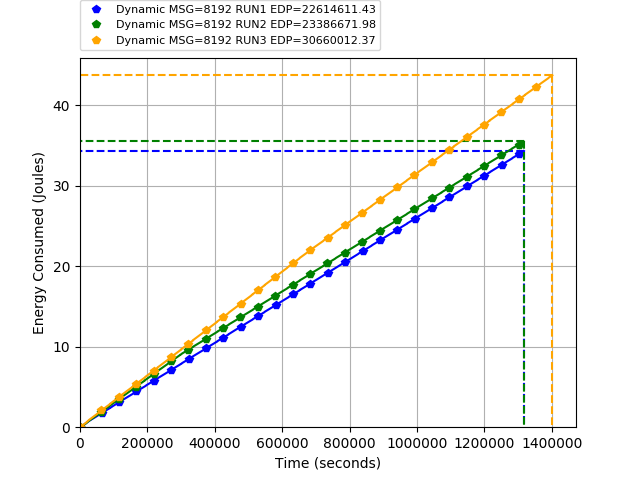 Dynamic MSG=8192 RUN1 EDP=22614611.43
Dynamic MSG=8192 RUN2 EDP=23386671.98
Dynamic MSG=8192 RUN3 EDP=30660012.37
Energy Consumed (Joules)
40
30
20
10
0
0 200000 400000 600000 800000 1000000 1200000 1400000
Time (seconds)